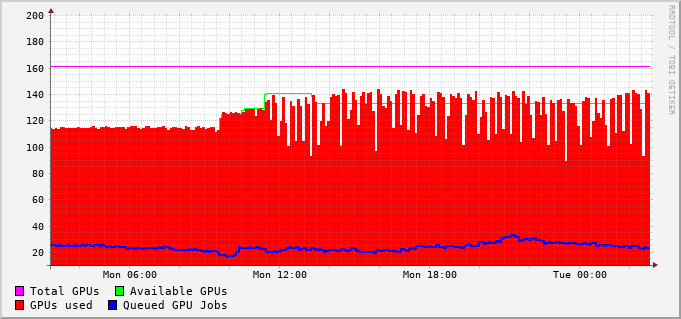 200
180
160
140
120
100
80
60
40
20
Mon 06:00 Mon 12:00 Mon 18:00 Tue 00:00
Total GPUs Available GPUs
GPUs used Queued GPU Jobs
RRDTOOL / TOBI OETIKER